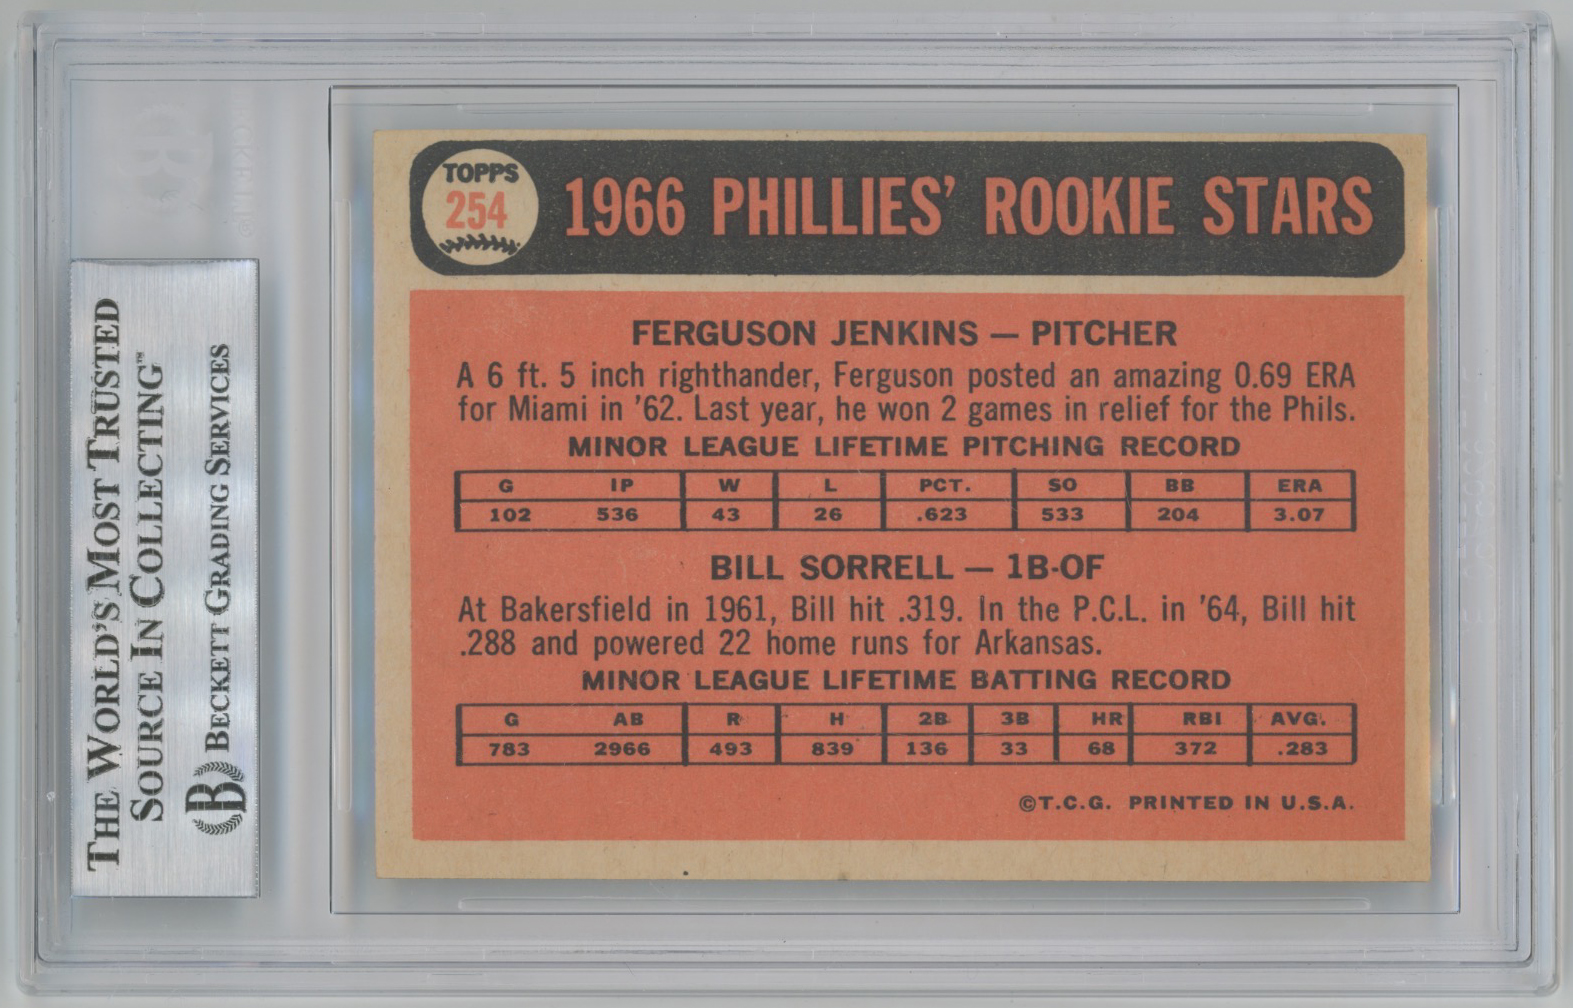 TOPPS
254
1966 PHILLIES' ROOKIE STARS
FERGUSON JENKINS — PITCHER
A 6 ft. 5 inch righthander, Ferguson posted an amazing 0.69 ERA
for Miami in '62. Last year, he won 2 games in relief for the Phils.
MINOR LEAGUE LIFETIME PITCHING RECORD
G IP W L PCT. SO BB ERA
102 536 43 26 .623 533 204 3.07
BILL SORRELL — 1B-OF
At Bakersfield in 1961, Bill hit .319. In the P.C.L. in '64, Bill hit
.288 and powered 22 home runs for Arkansas.
MINOR LEAGUE LIFETIME BATTING RECORD
G AB R H 2B 3B HR RBI AVG.
783 2966 493 839 136 33 68 372 .283
©T.C.G. PRINTED IN U.S.A.
THE WORLD'S MOST TRUSTED
SOURCE IN COLLECTING™
B BECKETT GRADING SERVICES